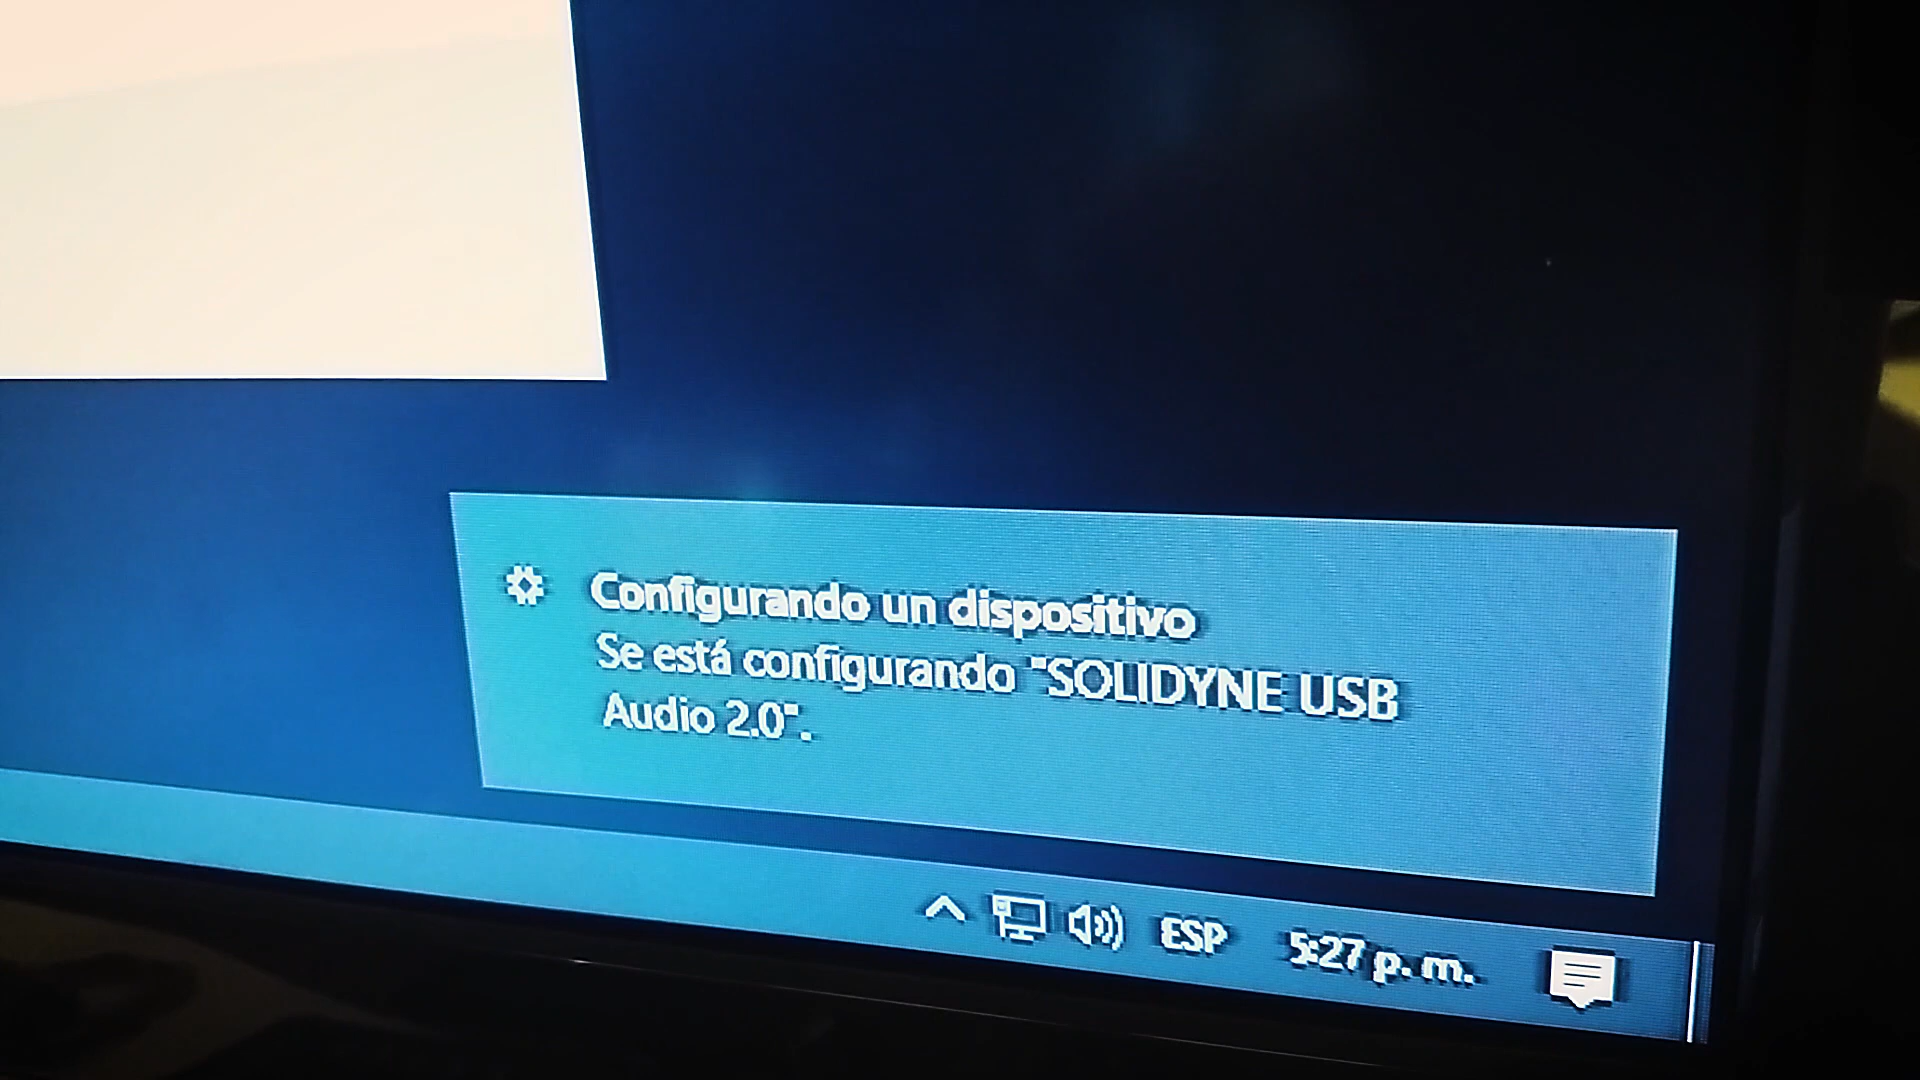 Configurando un dispositivo
Se está configurando "SOLIDYNE USB
Audio 2.0".
ESP
5:27 p. m.